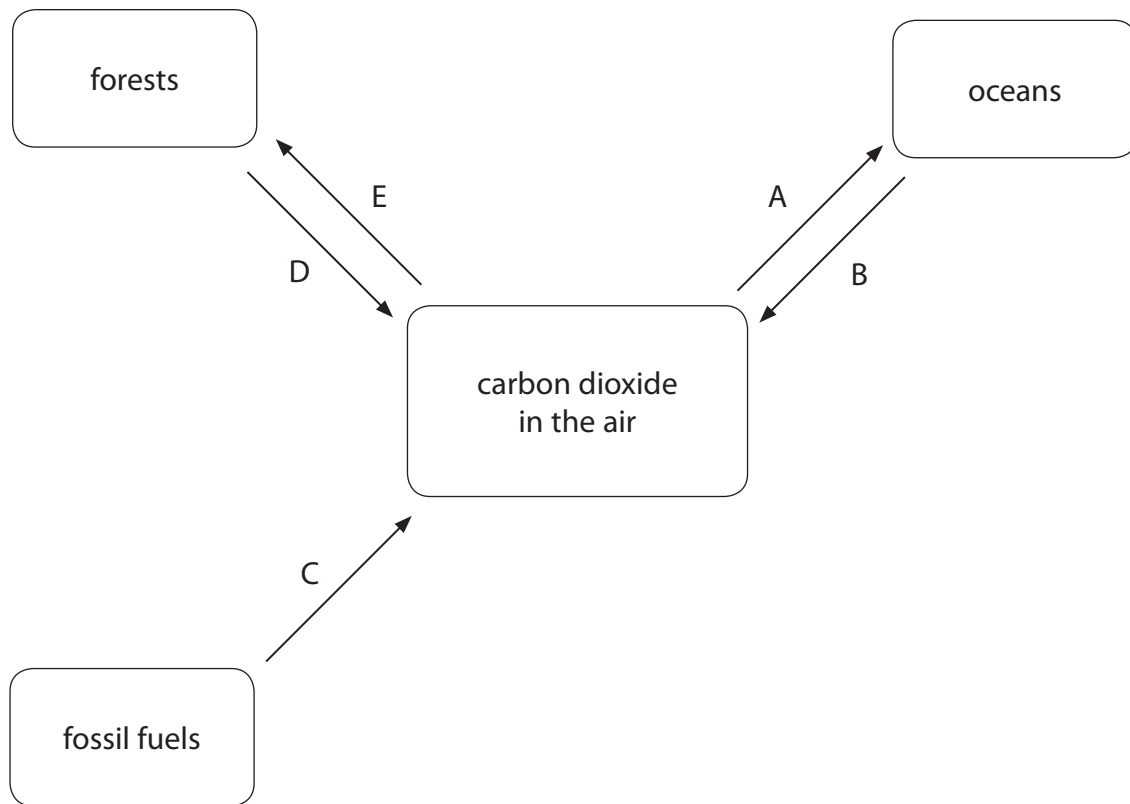 forests
oceans
E
A
D
B
carbon dioxide
in the air
C
fossil fuels